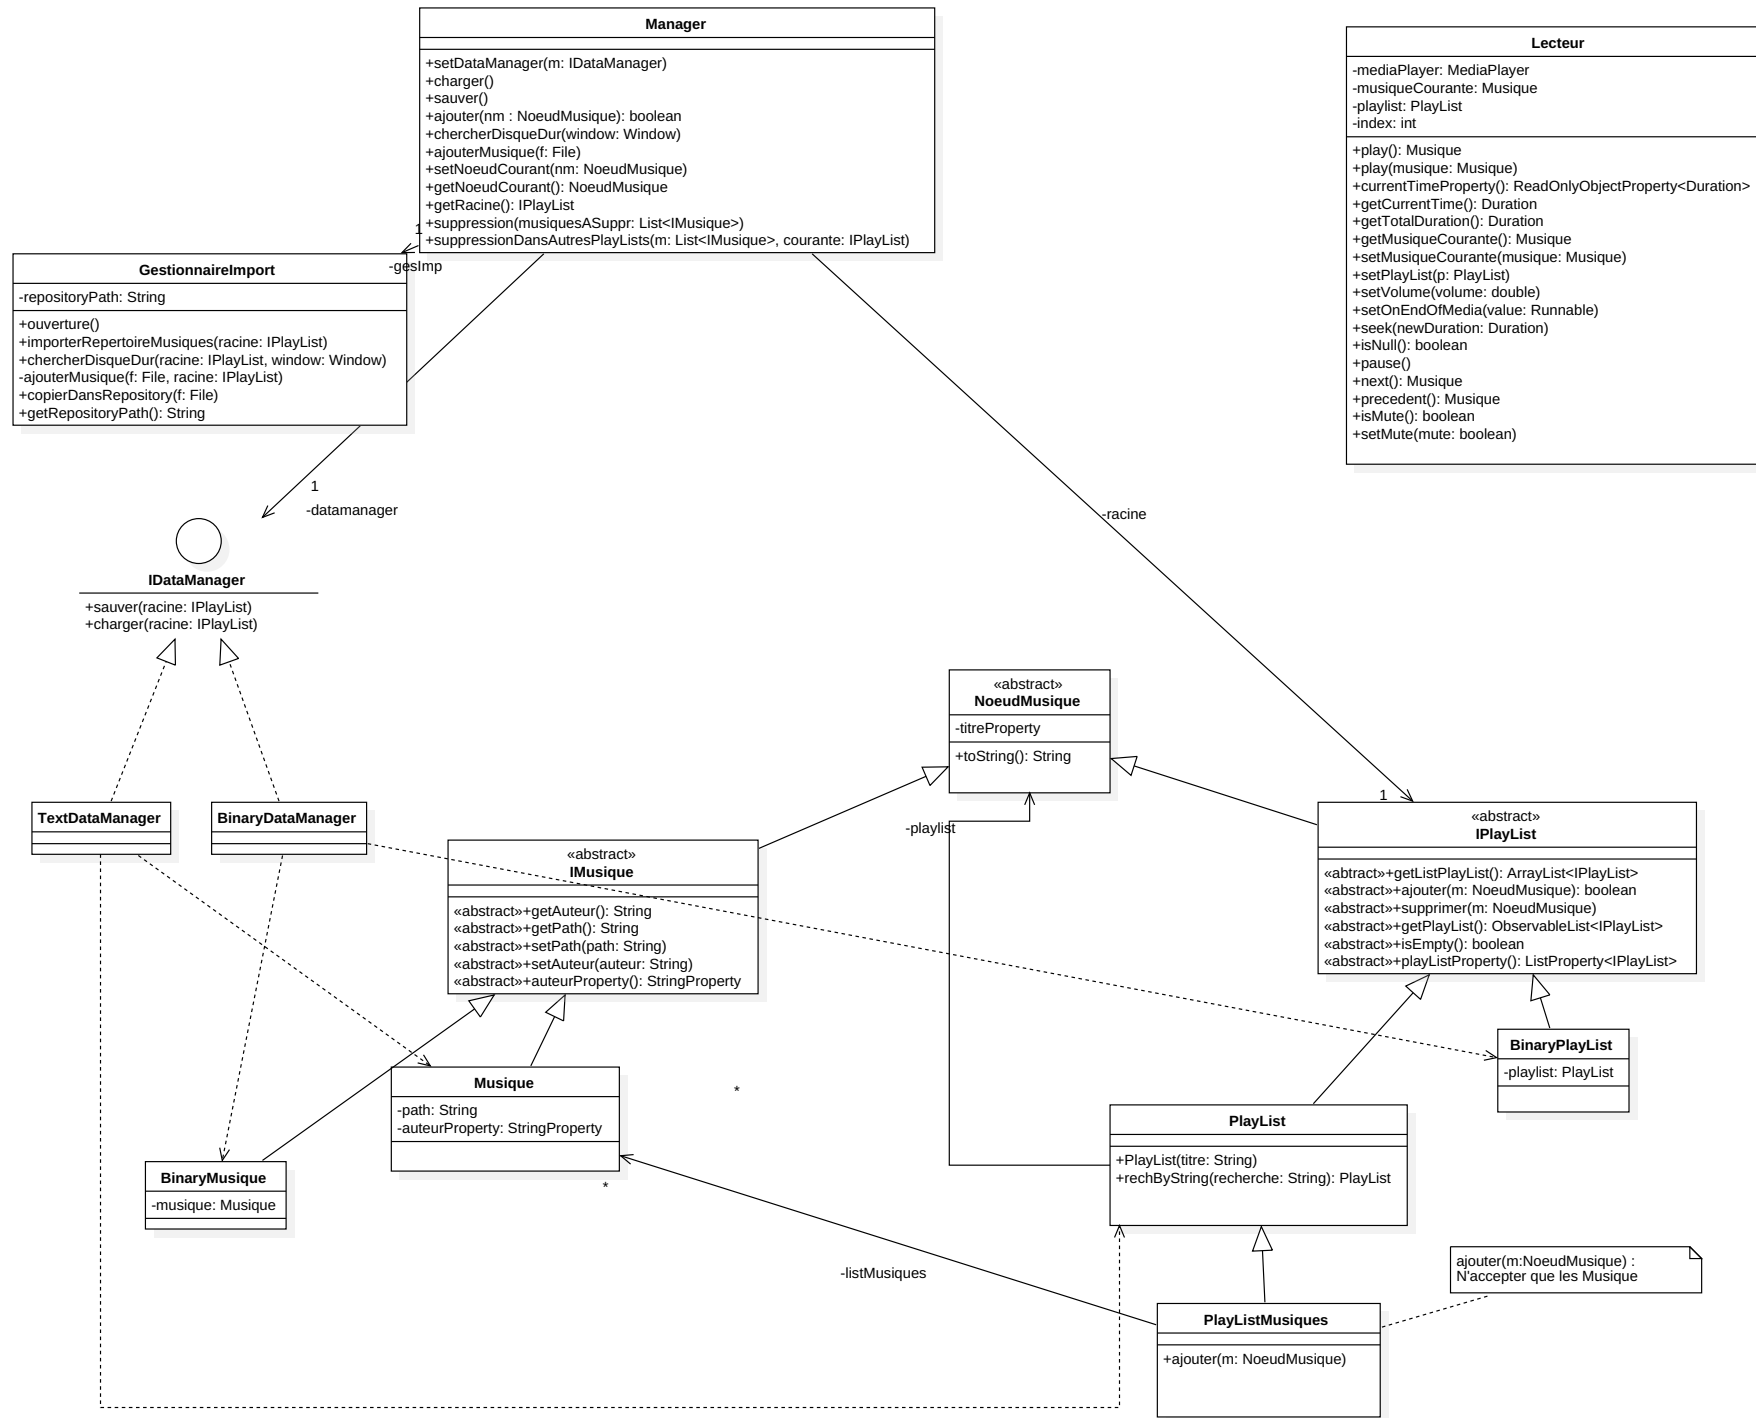 Manager
+setDataManager(m: IDataManager)
+charger()
+sauver()
+ajouter(nm : NoeudMusique): boolean
+chercherDisqueDur(window: Window)
+ajouterMusique(f: File)
+setNoeudCourant(nm: NoeudMusique)
+getNoeudCourant(): NoeudMusique
+getRacine(): IPlayList
+suppression(musiquesASuppr: List<IMusique>)
+suppressionDansAutresPlayLists(m: List<IMusique>, courante: IPlayList)
Lecteur
-mediaPlayer: MediaPlayer
-musiqueCourante: Musique
-playlist: PlayList
-index: int
+play(): Musique
+play(musique: Musique)
+currentTimeProperty(): ReadOnlyObjectProperty<Duration>
+getCurrentTime(): Duration
+getTotalDuration(): Duration
+getMusiqueCourante(): Musique
+setMusiqueCourante(musique: Musique)
+setPlayList(p: PlayList)
+setVolume(volume: double)
+setOnEndOfMedia(value: Runnable)
+seek(newDuration: Duration)
+isNull(): boolean
+pause()
+next(): Musique
+precedent(): Musique
+isMute(): boolean
+setMute(mute: boolean)
1
-gesImp
GestionnaireImport
-repositoryPath: String
+ouverture()
+importerRepertoireMusiques(racine: IPlayList)
+chercherDisqueDur(racine: IPlayList, window: Window)
-ajouterMusique(f: File, racine: IPlayList)
+copierDansRepository(f: File)
+getRepositoryPath(): String
1
-datamanager
-racine
IDataManager
+sauver(racine: IPlayList)
+charger(racine: IPlayList)
«abstract»
NoeudMusique
-titreProperty
+toString(): String
1
-playlist
TextDataManager
BinaryDataManager
«abstract»
IMusique
«abstract»+getAuteur(): String
«abstract»+getPath(): String
«abstract»+setPath(path: String)
«abstract»+setAuteur(auteur: String)
«abstract»+auteurProperty(): StringProperty
«abstract»
IPlayList
«abtract»+getListPlayList(): ArrayList<IPlayList>
«abstract»+ajouter(m: NoeudMusique): boolean
«abstract»+supprimer(m: NoeudMusique)
«abstract»+getPlayList(): ObservableList<IPlayList>
«abstract»+isEmpty(): boolean
«abstract»+playListProperty(): ListProperty<IPlayList>
BinaryPlayList
-playlist: PlayList
Musique
-path: String
-auteurProperty: StringProperty
*
PlayList
+PlayList(titre: String)
+rechByString(recherche: String): PlayList
BinaryMusique
-musique: Musique
*
-listMusiques
ajouter(m:NoeudMusique) :
N'accepter que les Musique
PlayListMusiques
+ajouter(m: NoeudMusique)